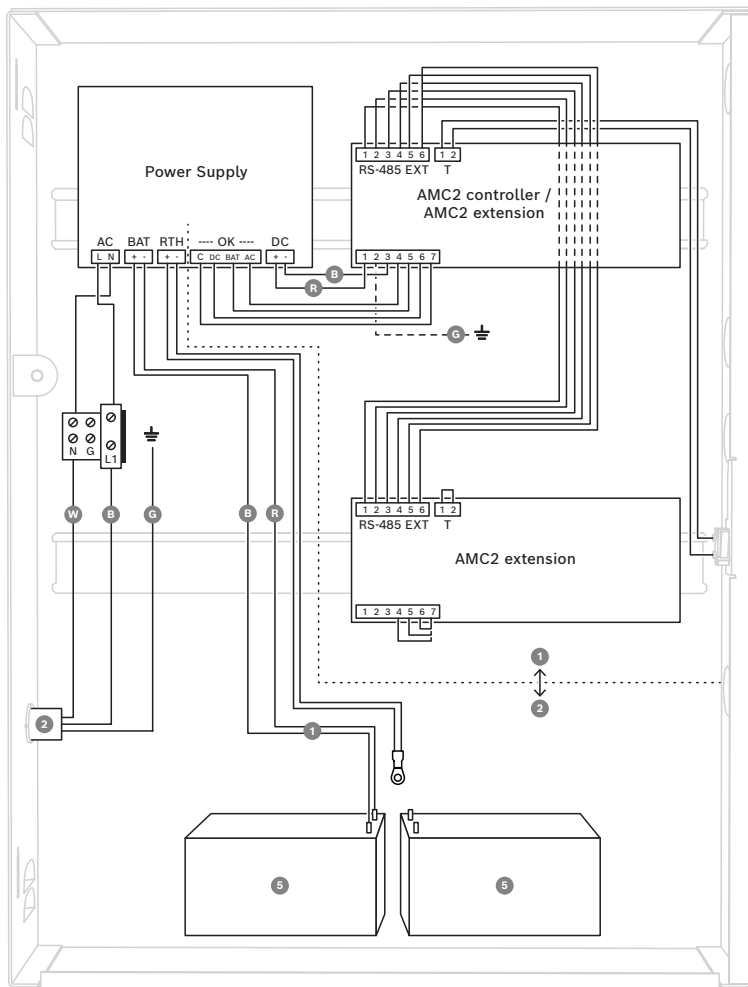 Power Supply
AC BAT RTH ---- OK ---- DC
L N + - + - C DC BAT AC + -
1 2 3 4 5 6 1 2
RS-485 EXT T
AMC2 controller /
AMC2 extension
1 2 3 4 5 6 7
B
R
G
N G L1
W B G B R
1 2 3 4 5 6 1 2
RS-485 EXT T
AMC2 extension
1 2 3 4 5 6 7
1
2
2
1
5 5